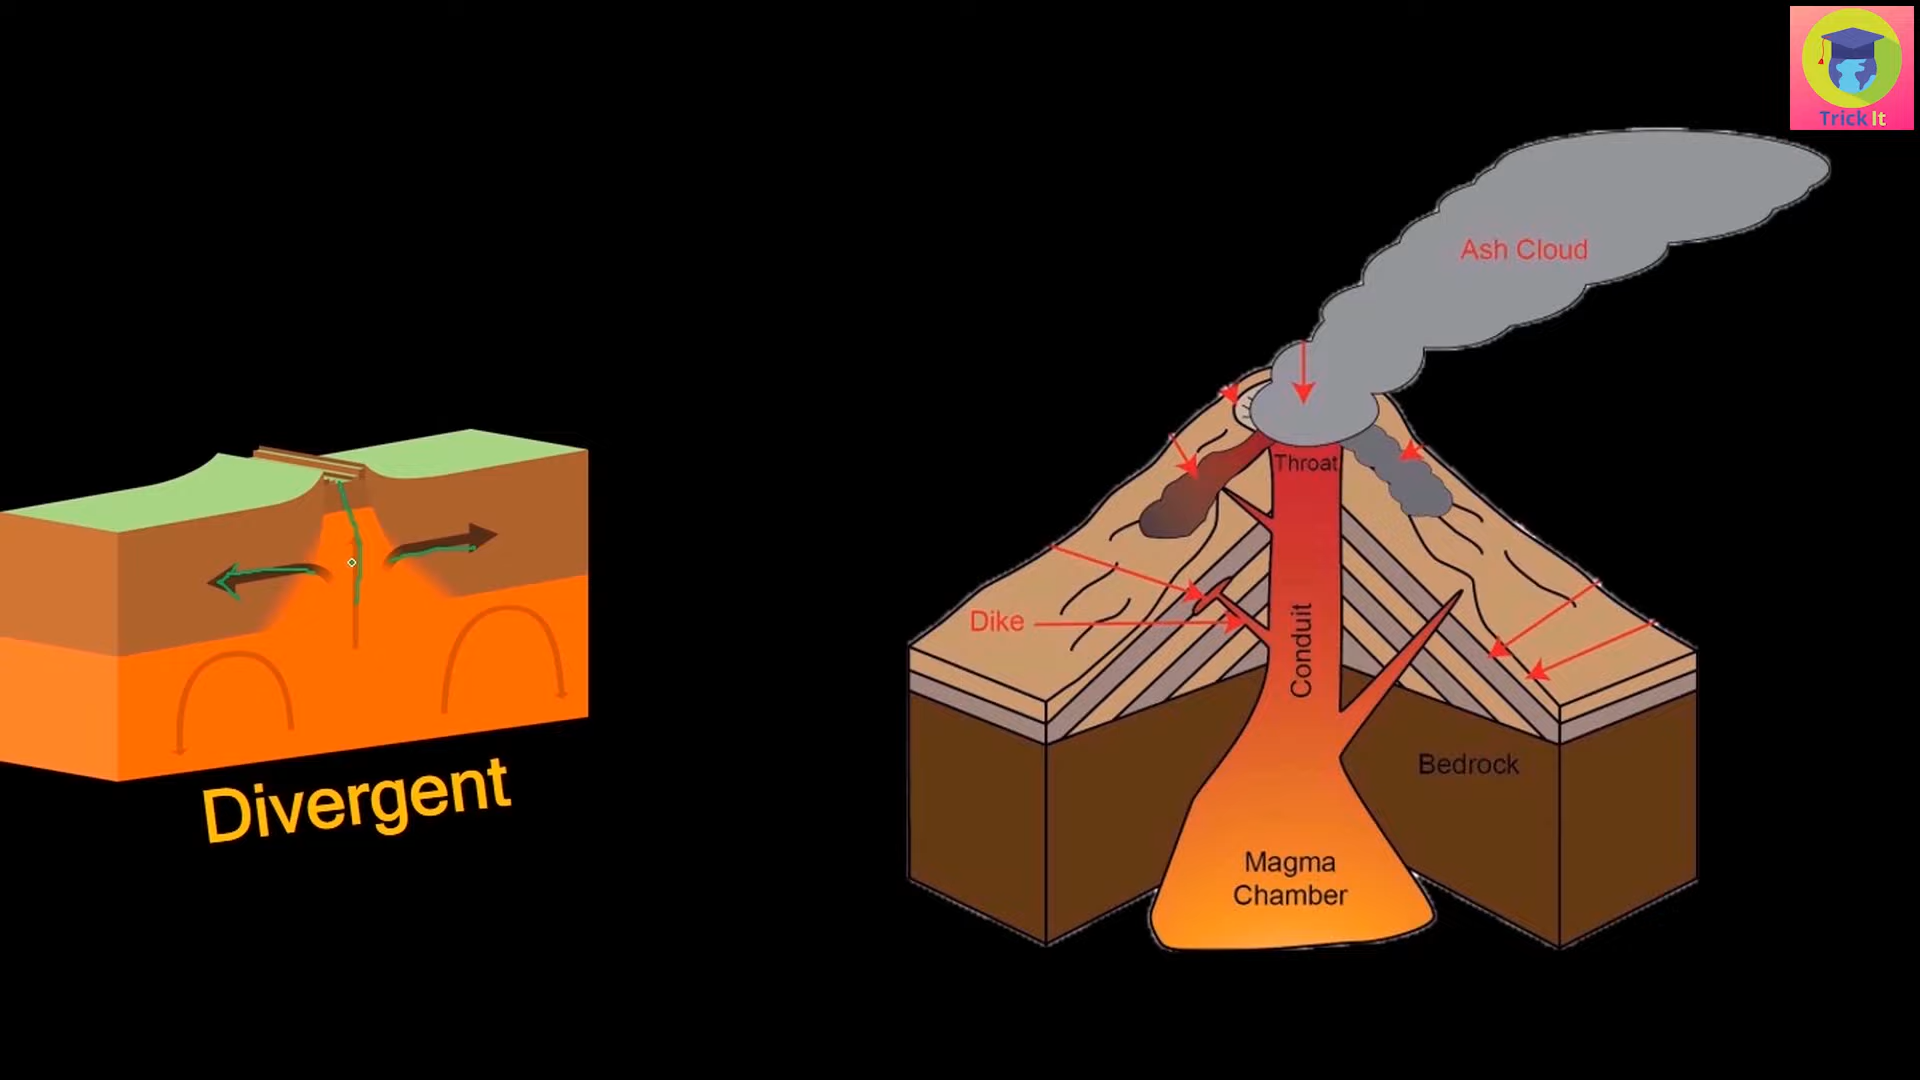 Trick It
Ash Cloud
Throat
Dike
Conduit
Bedrock
Divergent
Magma
Chamber